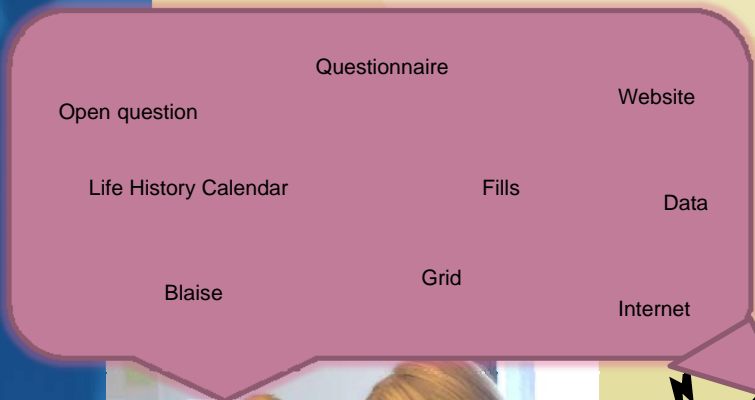 Questionnaire
Website
Open question
Life History Calendar
Fills
Data
Grid
Blaise
Internet